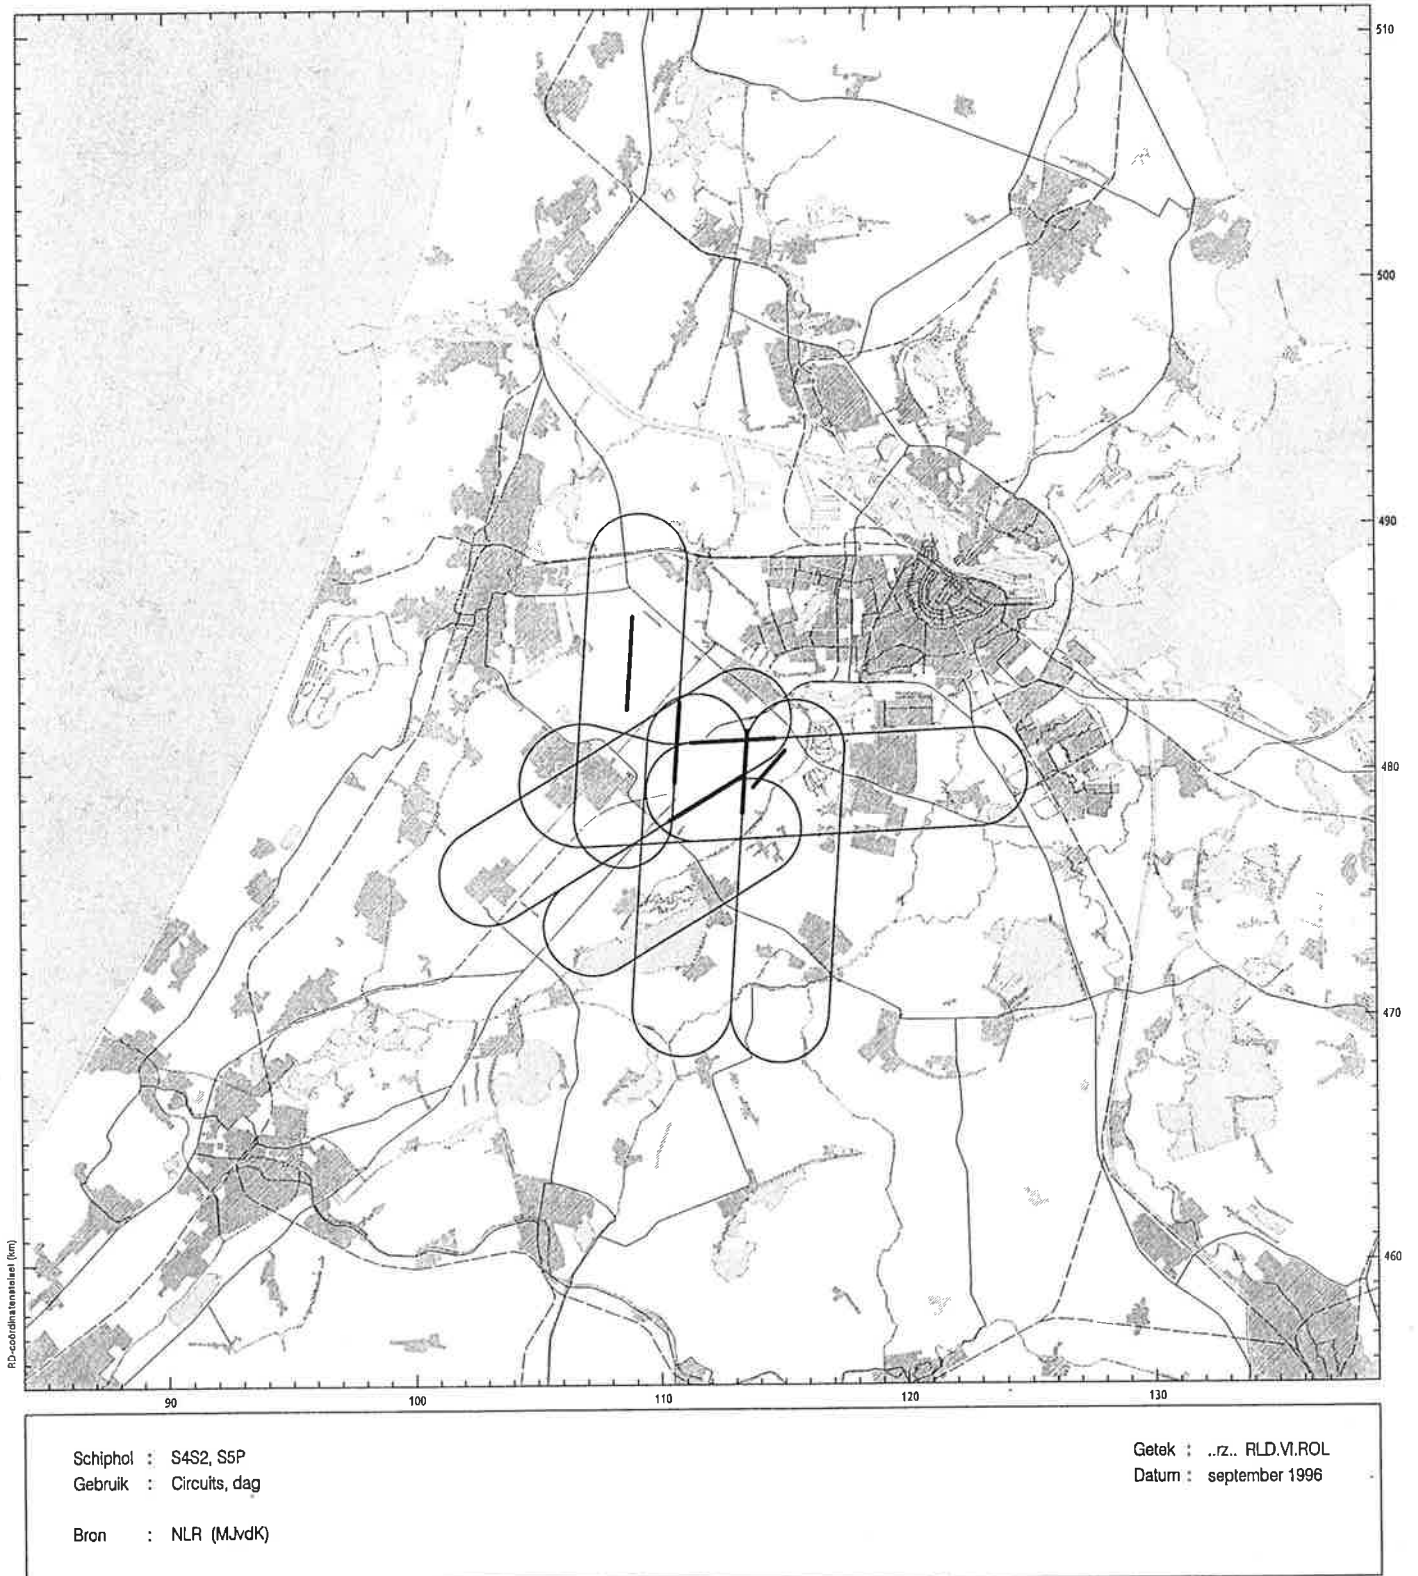 510
500
490
480
470
460
RD-coördinatenstelsel (km)
90
100
110
120
130
Schiphol : S4S2, S5P
Gebruik : Circuits, dag
Bron : NLR (MJvdK)
Getek : ..rz.. RLD.VI.ROL
Datum : september 1996